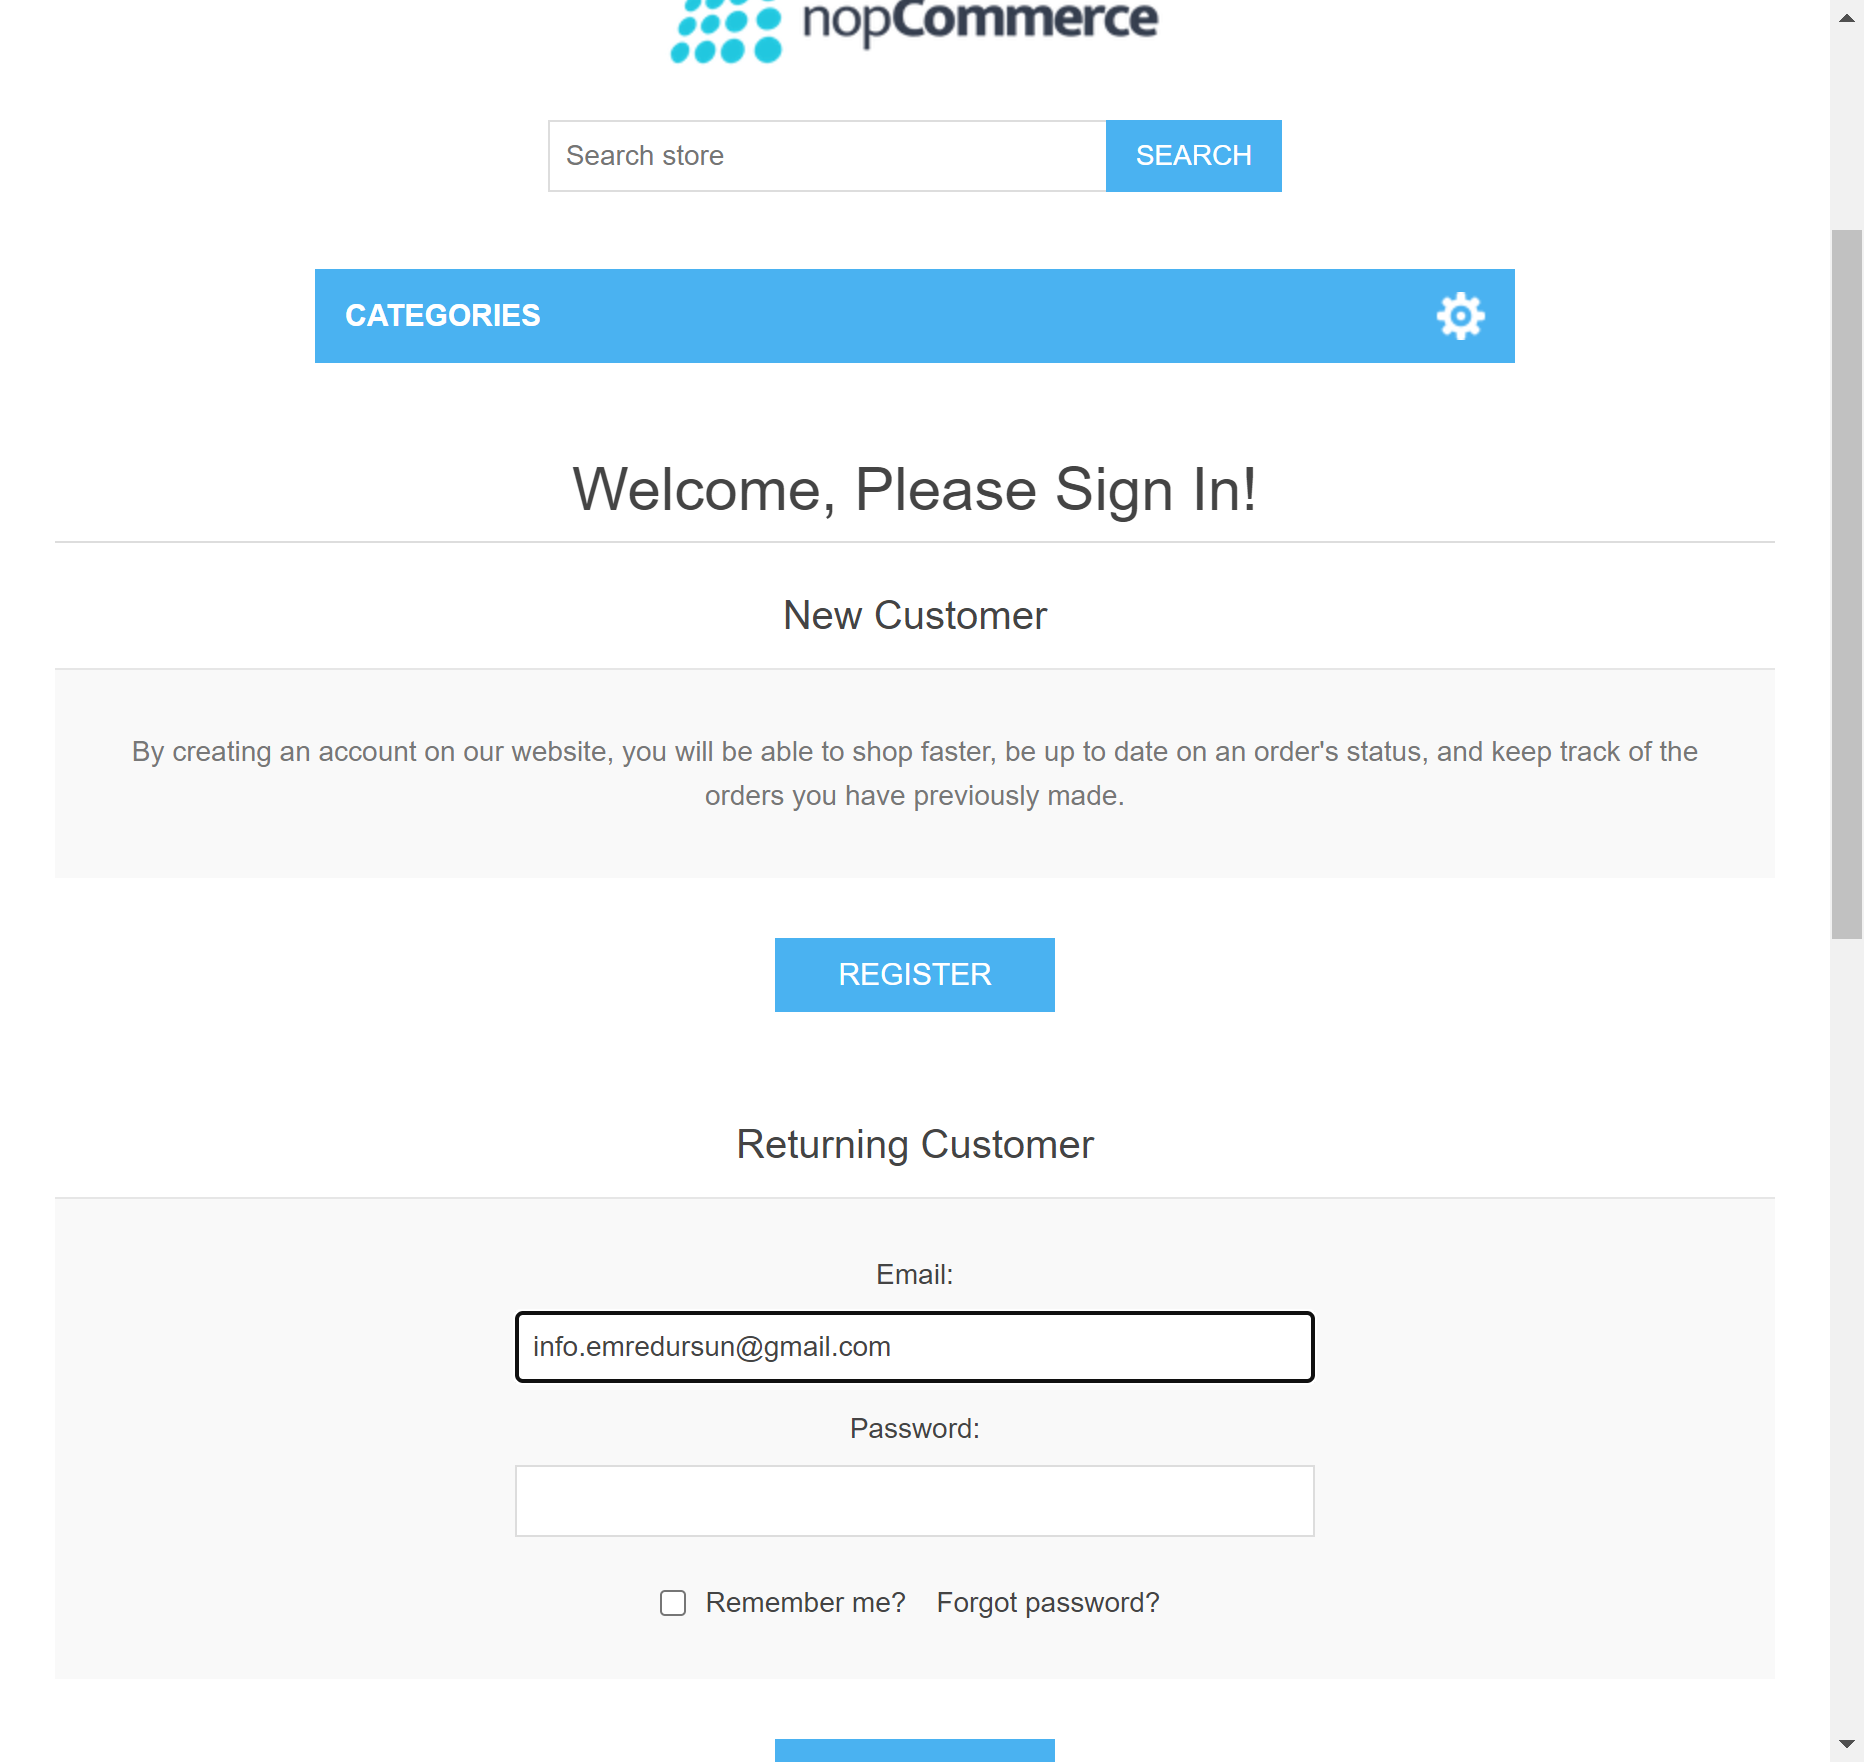 nopCommerce
Search store
SEARCH
CATEGORIES
Welcome, Please Sign In!
New Customer
By creating an account on our website, you will be able to shop faster, be up to date on an order's status, and keep track of the
orders you have previously made.
REGISTER
Returning Customer
Email:
info.emredursun@gmail.com
Password:
Remember me? Forgot password?